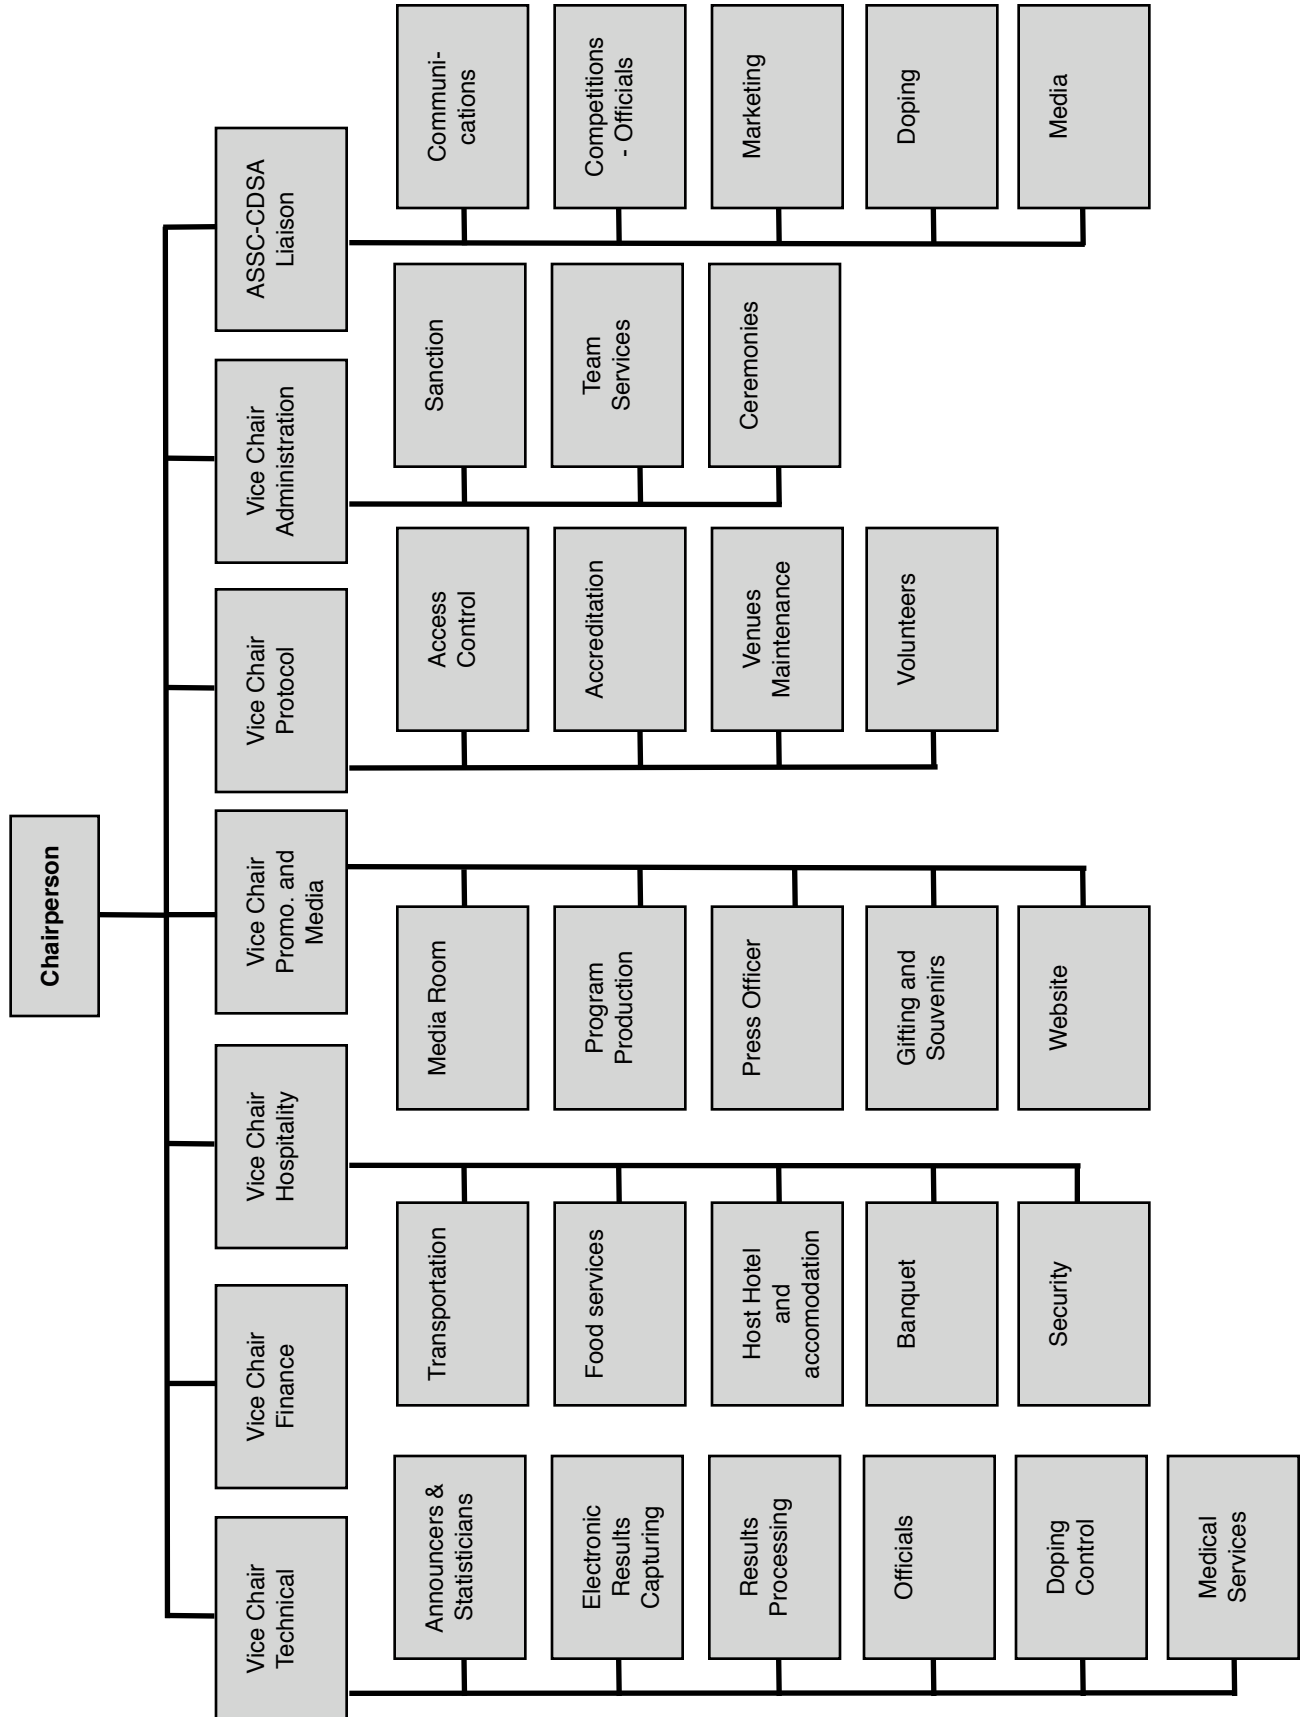 Chairperson
Vice Chair
Technical
Vice Chair
Finance
Vice Chair
Hospitality
Vice Chair
Promo. and
Media
Vice Chair
Protocol
Vice Chair
Administration
ASSC-CDSA
Liaison
Announcers &
Statisticians
Electronic
Results
Capturing
Results
Processing
Officials
Doping
Control
Medical
Services
Transportation
Food services
Host Hotel
and
accomodation
Banquet
Security
Media Room
Program
Production
Press Officer
Gifting and
Souvenirs
Website
Access
Control
Accreditation
Venues
Maintenance
Volunteers
Sanction
Team
Services
Ceremonies
Communi-
cations
Competitions
- Officials
Marketing
Doping
Media